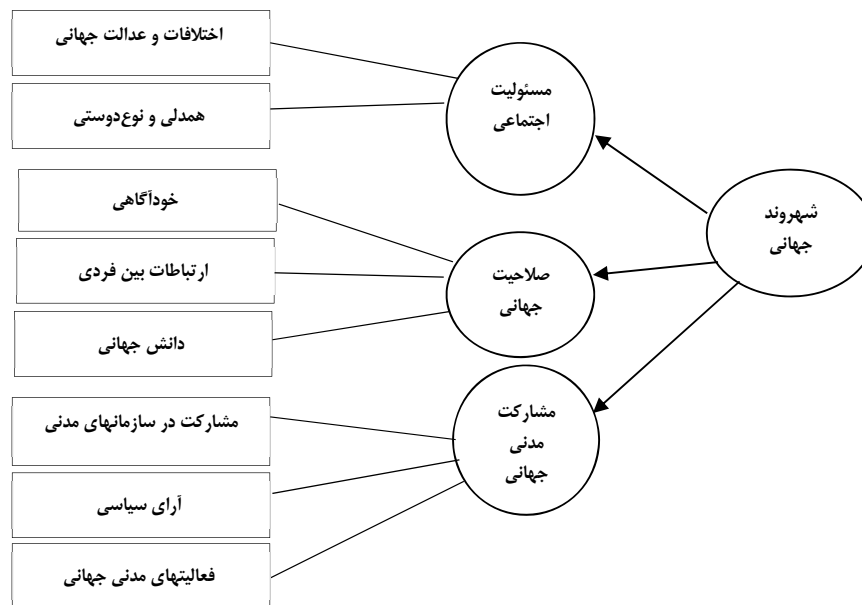 شهروند
جهانی
مسئولیت
اجتماعی
اختلافات و عدالت جهانی
همدلی و نوع‌دوستی
صلاحیت
جهانی
خودآگاهی
ارتباطات بین فردی
دانش جهانی
مشارکت
مدنی
جهانی
مشارکت در سازمانهای مدنی
آرای سیاسی
فعالیتهای مدنی جهانی